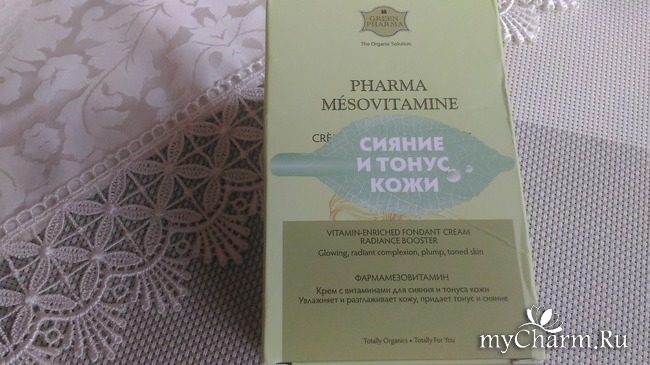 GREEN
PHARMA
The Organic Solution
PHARMA
MÉSOVITAMINE
СИЯНИЕ
И ТОНУС
КОЖИ
VITAMIN-ENRICHED FONDANT CREAM
RADIANCE BOOSTER
Glowing, radiant complexion, plump, toned skin
ФАРМАМЕЗОВИТАМИН
Крем с витаминами для сияния и тонуса кожи
Увлажняет и разглаживает кожу, придает тонус и сияние
Totally Organics • Totally For You
myCharm.Ru